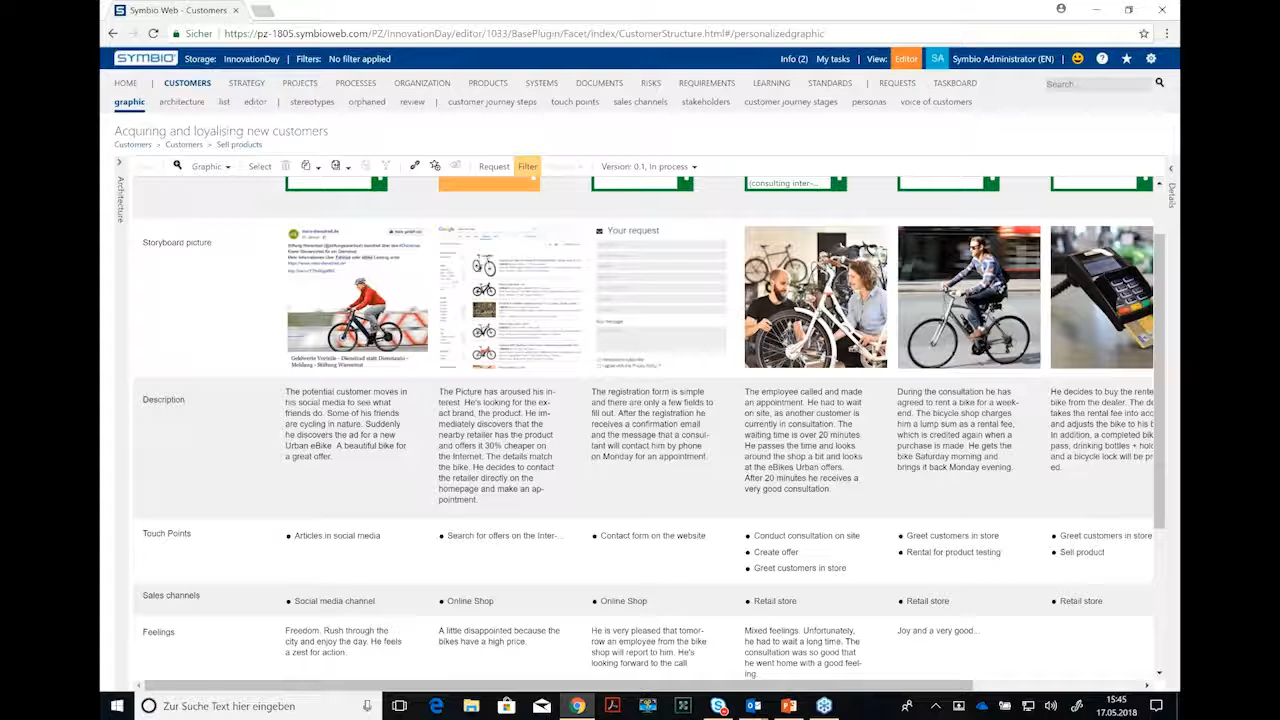 Symbio Web - Customers
Sicher
https://pz-1805.symbioweb.com/PZ/InnovationDay/editor/1033/BasePlugin/Facet/index/CustomerStructure.html#/personalizedgraphic
SYMBIO Storage: InnovationDay | Filters: No filter applied
Info (2) My tasks | View: Editor SA Symbio Administrator (EN)
HOME | CUSTOMERS STRATEGY PROJECTS PROCESSES ORGANIZATION PRODUCTS SYSTEMS DOCUMENTS RISKS REQUIREMENTS LEARNING STANDARDS | REQUESTS TASKBOARD
Search...
graphic architecture list editor | stereotypes orphaned review | customer journey steps touch points sales channels stakeholders customer journey stages personas voice of customers
Acquiring and loyalising new customers
Customers > Customers > Sell products
Graphic Select Request Filter Version: 0.1, In process
Architecture
Details
(consulting inter-...
Storyboard picture
Gelebte Vorteile - Dienstrad statt Dienstauto -
Google
Your request
Description
The potential customer moves in
his social media to see what
friends do. Some of his friends
are cycling in nature. Suddenly
he discovers the ad for a new
Urban eBike. A beautiful bike for
a great offer.
The Picture has aroused his in-
terest. He's looking for the ex-
act brand, the product. He im-
mediately discovers that the
nearby retailer has the product
and offers it 30% cheaper on
the Internet. The details match
the bike. He decides to contact
the retailer directly on the
homepage and make an ap-
pointment.
The registration form is simple
and there are only a few fields to
fill out. After the registration he
receives a confirmation email
and the message that a consul-
tant will contact him by phone
on Monday for an appointment.
The employee called and made
an appointment. He had to wait
on site, as another customer is
currently in consultation. The
waiting time is over 20 minutes.
He passes the time and looks
around the shop a bit and looks
at the eBikes Urban offers.
After 20 minutes he receives a
very good consultation.
During the consultation he has
agreed to rent a bike for a week-
end. The bicycle shop charges
him a lump sum as a rental fee,
which is credited again when a
purchase is made. He gets the
bike Saturday morning and
brings it back Monday evening.
He decides to buy the rente
bike from the dealer. The de
takes the rental fee into acc
and adjusts the bike to his b
In addition, a completed bik
pass, drinking bottles + hold
and a bicycle lock will be pr
ed.
Touch Points
Articles in social media
Search for offers on the Inter-...
Contact form on the website
Conduct consultation on site
Create offer
Greet customers in store
Greet customers in store
Rental for product testing
Greet customers in store
Sell product
Sales channels
Social media channel
Online Shop
Online Shop
Retail store
Retail store
Retail store
Feelings
Freedom. Rush through the
city and enjoy the day. He feels
a zest for action.
A little disappointed because the
bikes have a high price.
He is very pleased that tomor-
row an employee from the bike
shop will report to him. He's
looking forward to the call
Mixed feelings. Unfortunately,
he had to wait a long time. The
consultation was so good that
he went home with a good feel-
ing.
Joy and a very good...
Zur Suche Text hier eingeben
15:45
17.05.2018